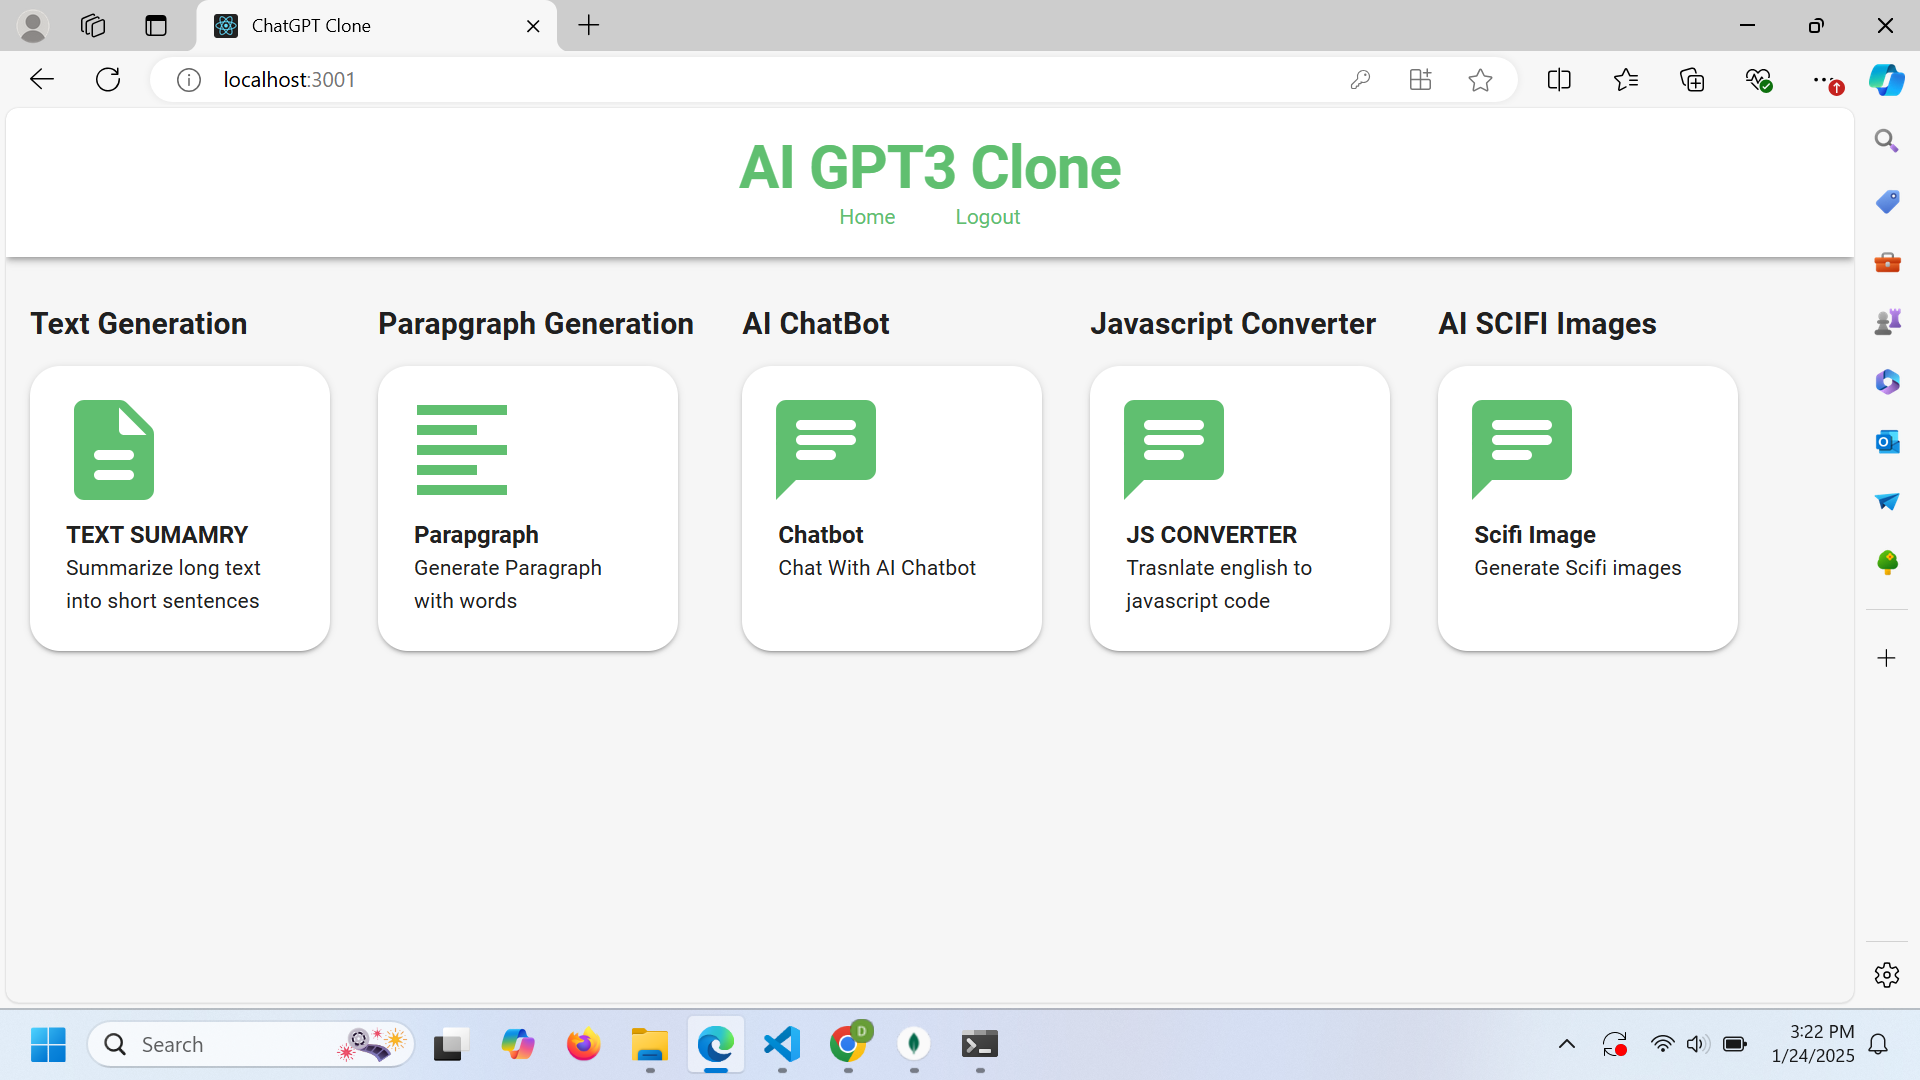 ChatGPT Clone
localhost:3001
AI GPT3 Clone
Home Logout
Text Generation
TEXT SUMAMRY
Summarize long text
into short sentences
Parapgraph Generation
Parapgraph
Generate Paragraph
with words
AI ChatBot
Chatbot
Chat With AI Chatbot
Javascript Converter
JS CONVERTER
Trasnlate english to
javascript code
AI SCIFI Images
Scifi Image
Generate Scifi images
Search
D
3:22 PM
1/24/2025